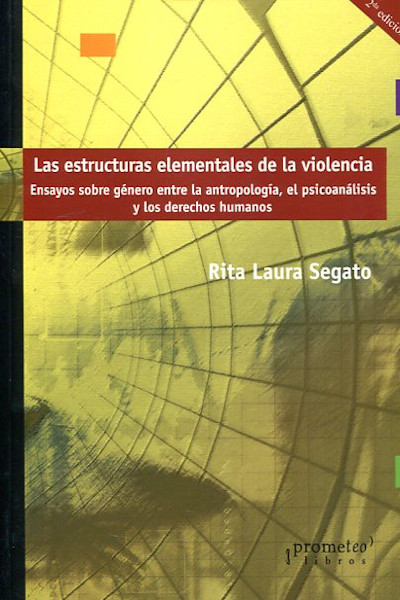 2da edición
Las estructuras elementales de la violencia
Ensayos sobre género entre la antropología, el psicoanálisis
y los derechos humanos
Rita Laura Segato
prometeo
libros